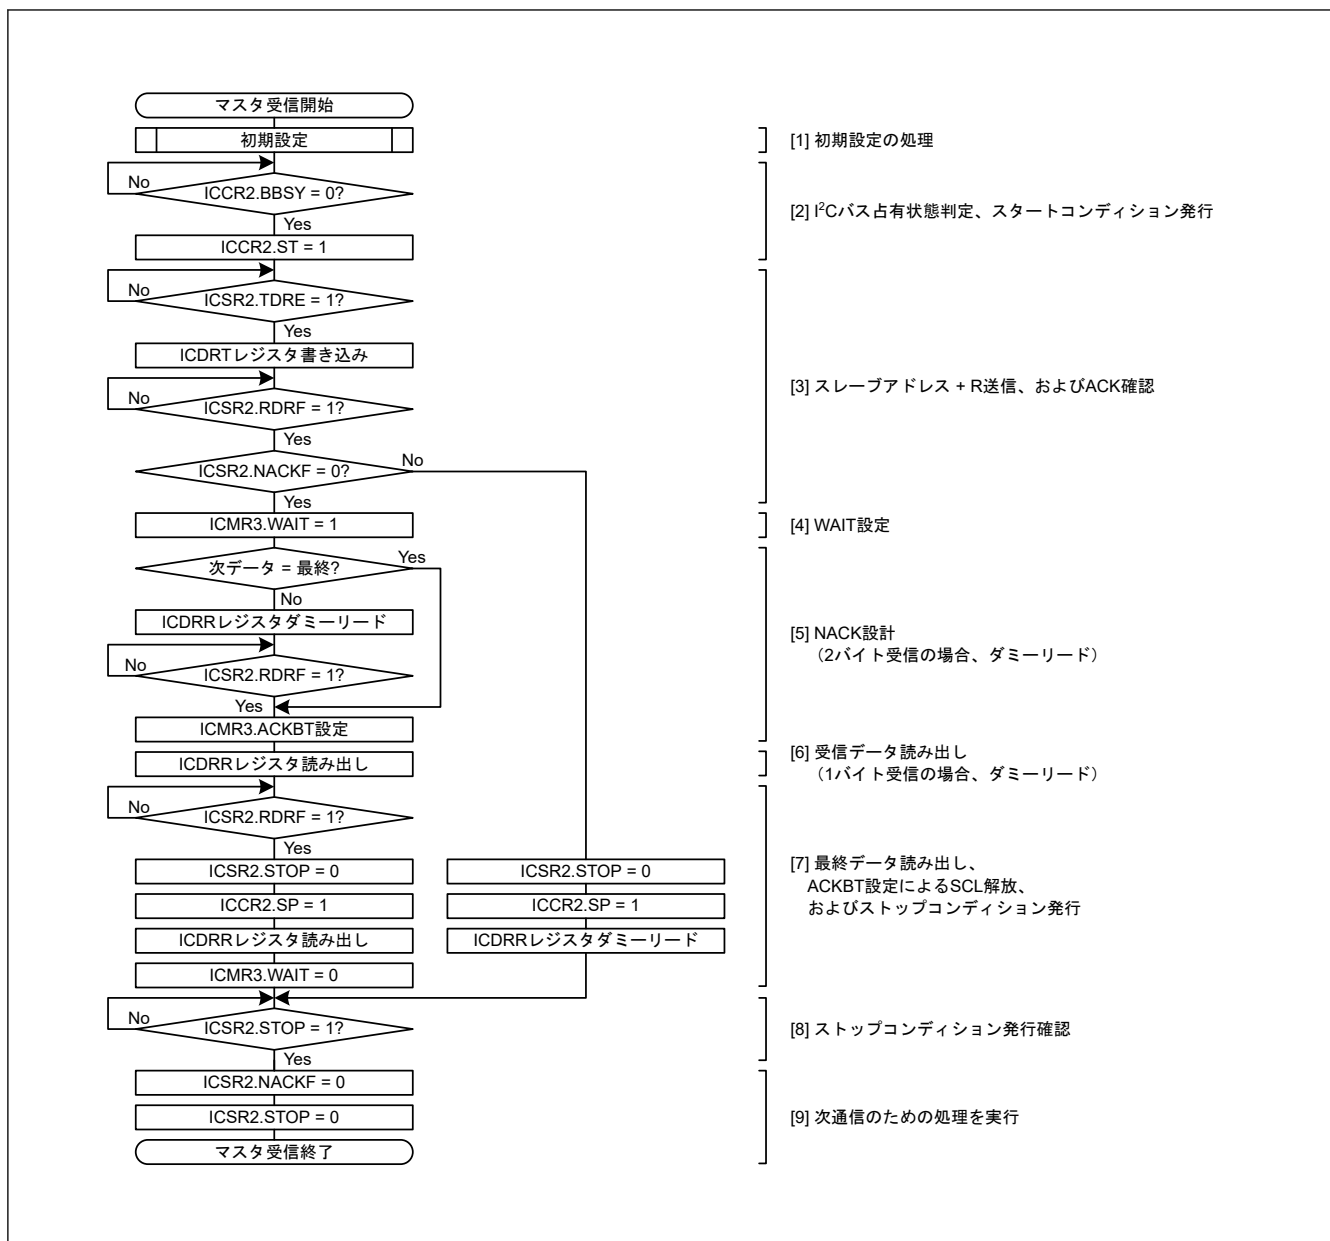 マスタ受信開始
初期設定
[1] 初期設定の処理
No
ICCR2.BBSY = 0?
Yes
ICCR2.ST = 1
[2] I²Cバス占有状態判定、スタートコンディション発行
No
ICSR2.TDRE = 1?
Yes
ICDRTレジスタ書き込み
No
ICSR2.RDRF = 1?
Yes
ICSR2.NACKF = 0?
No
Yes
[3] スレーブアドレス + R送信、およびACK確認
ICMR3.WAIT = 1
[4] WAIT設定
次データ = 最終?
Yes
No
ICDRRレジスタダミーリード
No
ICSR2.RDRF = 1?
Yes
ICMR3.ACKBT設定
[5] NACK設計
（2バイト受信の場合、ダミーリード）
ICDRRレジスタ読み出し
[6] 受信データ読み出し
（1バイト受信の場合、ダミーリード）
No
ICSR2.RDRF = 1?
Yes
ICSR2.STOP = 0
ICCR2.SP = 1
ICDRRレジスタ読み出し
ICMR3.WAIT = 0
ICSR2.STOP = 0
ICCR2.SP = 1
ICDRRレジスタダミーリード
[7] 最終データ読み出し、
ACKBT設定によるSCL解放、
およびストップコンディション発行
No
ICSR2.STOP = 1?
Yes
[8] ストップコンディション発行確認
ICSR2.NACKF = 0
ICSR2.STOP = 0
マスタ受信終了
[9] 次通信のための処理を実行